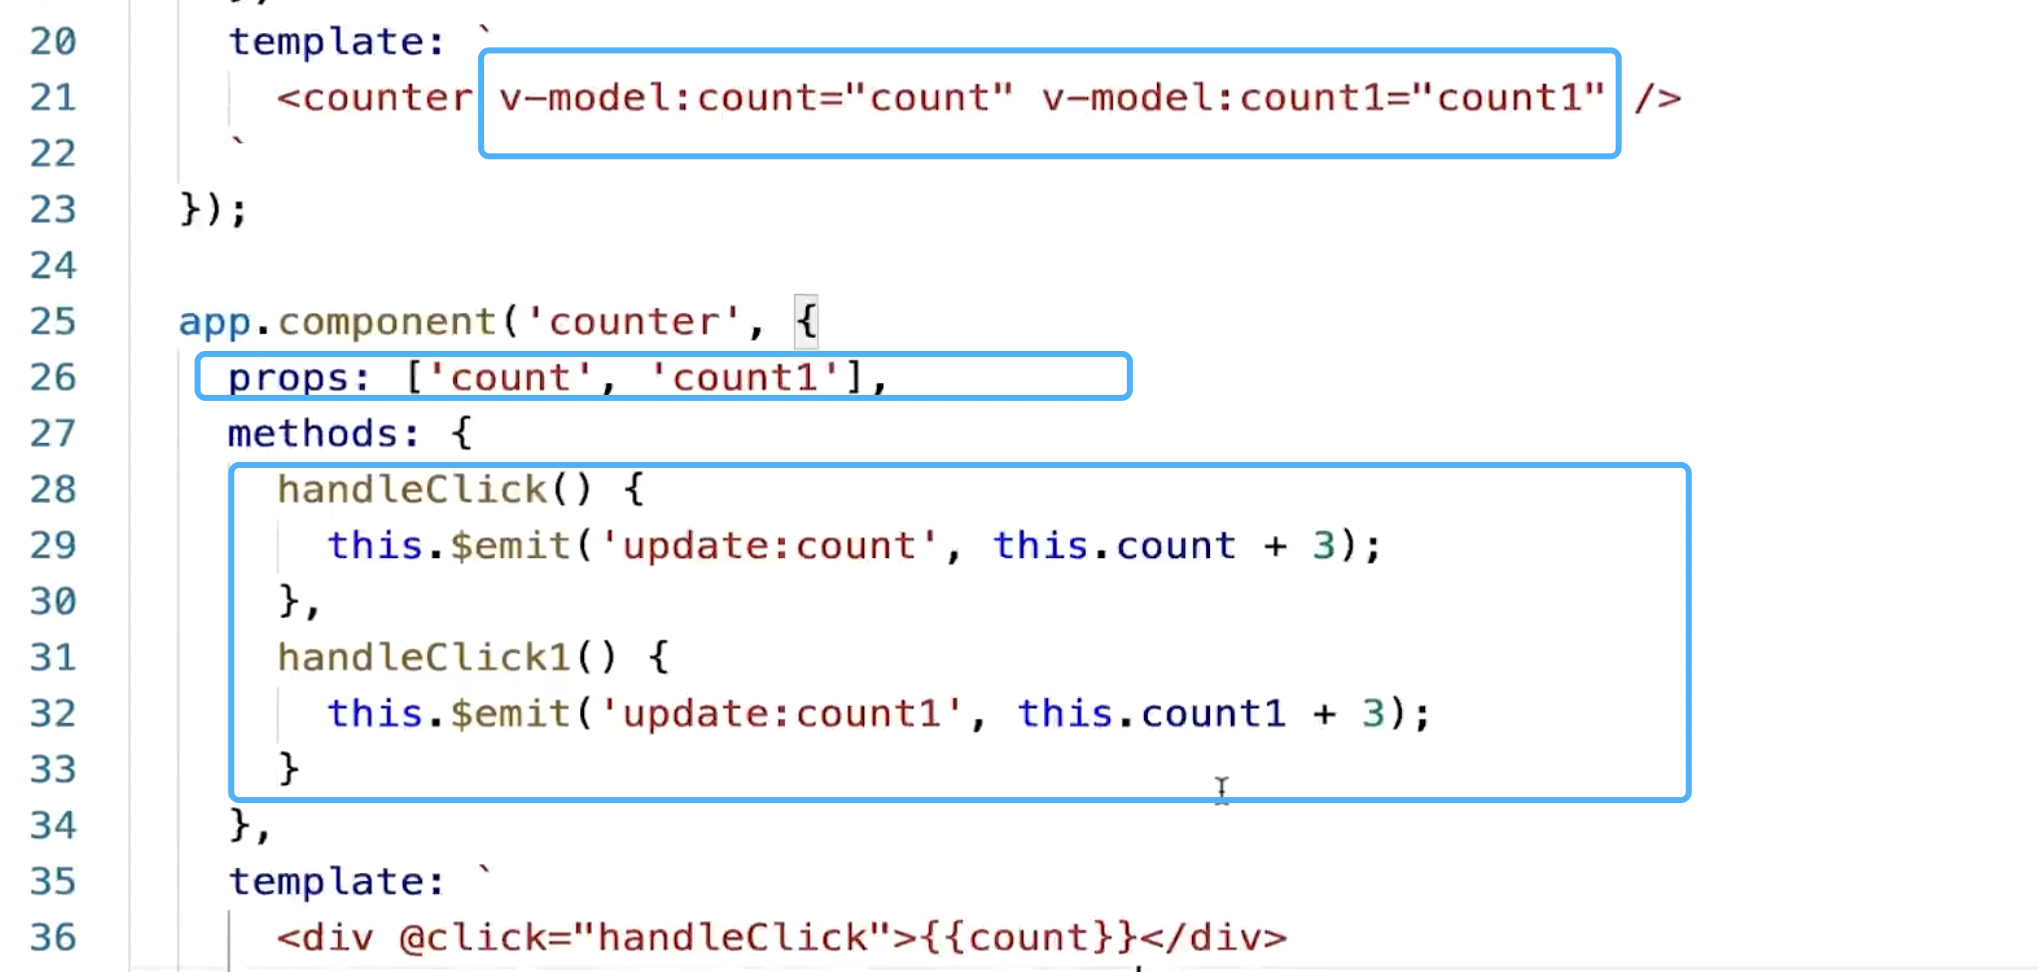 20 template: `
21 <counter v-model:count="count" v-model:count1="count1" />
22 `
23 });
24
25 app.component('counter', {
26 props: ['count', 'count1'],
27 methods: {
28 handleClick() {
29 this.$emit('update:count', this.count + 3);
30 },
31 handleClick1() {
32 this.$emit('update:count1', this.count1 + 3);
33 }
34 },
35 template: `
36 <div @click="handleClick">{{count}}</div>